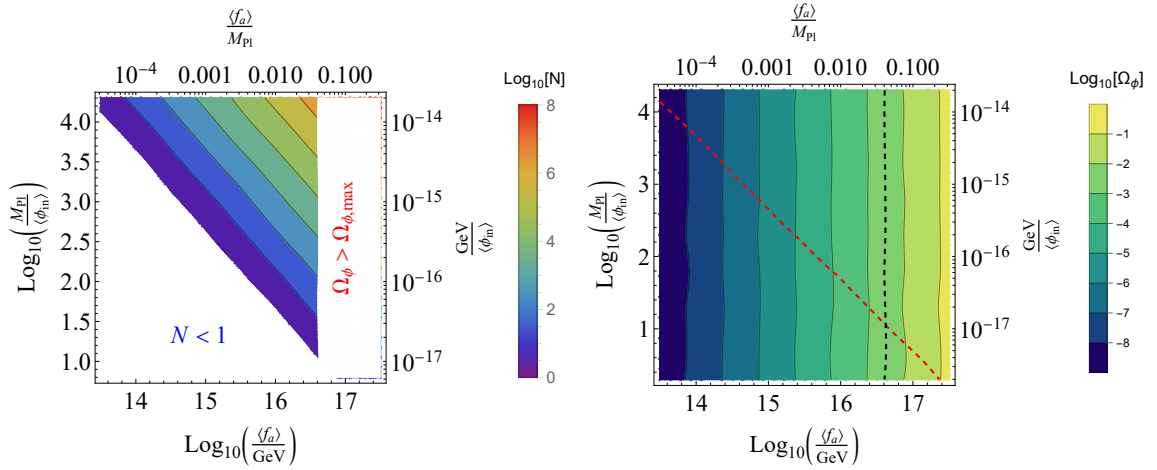 ⟨f_a⟩/M_Pl
10^-4 0.001 0.010 0.100
Log_10(M_Pl/⟨ϕ_in⟩)
4.0
3.5
3.0
2.5
2.0
1.5
1.0
N < 1
Ω_ϕ > Ω_ϕ,max
10^-14
10^-15
10^-16
10^-17
GeV/⟨ϕ_in⟩
14 15 16 17
Log_10(⟨f_a⟩/GeV)
Log_10[N]
8
6
4
2
0
⟨f_a⟩/M_Pl
10^-4 0.001 0.010 0.100
Log_10(M_Pl/⟨ϕ_in⟩)
4
3
2
1
10^-14
10^-15
10^-16
10^-17
GeV/⟨ϕ_in⟩
14 15 16 17
Log_10(⟨f_a⟩/GeV)
Log_10[Ω_ϕ]
-1
-2
-3
-4
-5
-6
-7
-8